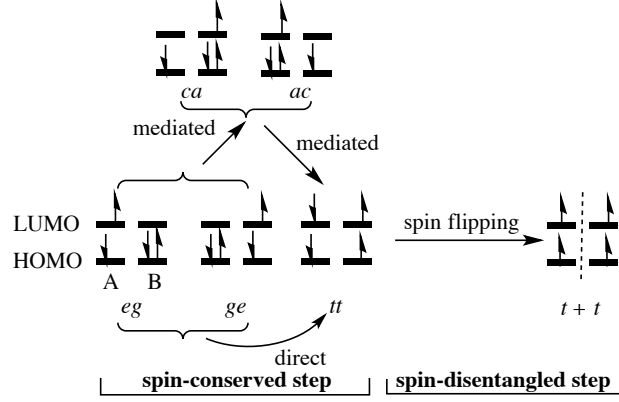 ca ac
mediated mediated
LUMO
HOMO
spin flipping
A B
eg ge tt t + t
direct
spin-conserved step spin-disentangled step